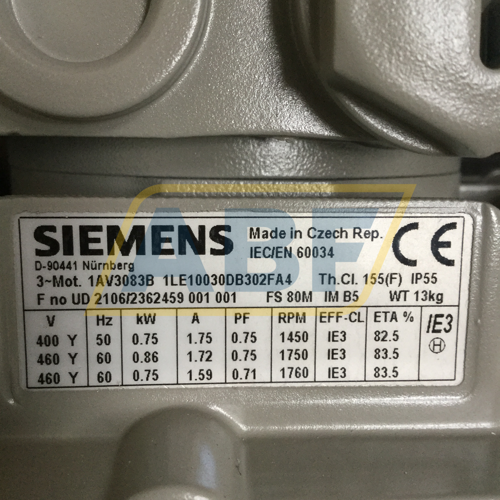 SIEMENS
Made in Czech Rep.
IEC/EN 60034
CE
D-90441 Nürnberg
3~Mot. 1AV3083B 1LE10030DB302FA4 Th.Cl. 155(F) IP55
F no UD 2106/2362459 001 001 FS 80M IM B5 WT 13kg
V Hz kW A PF RPM EFF-CL ETA %
400 Y 50 0.75 1.75 0.75 1450 IE3 82.5
460 Y 60 0.86 1.72 0.75 1750 IE3 83.5
460 Y 60 0.75 1.59 0.71 1760 IE3 83.5
IE3
H
ABF